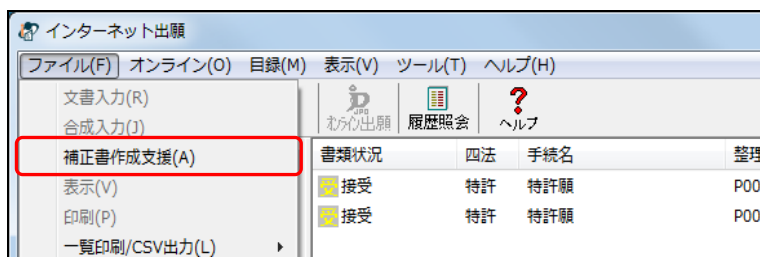 インターネット出願
ファイル(F) オンライン(O) 目録(M) 表示(V) ツール(T) ヘルプ(H)
文書入力(R)
合成入力(J)
補正書作成支援(A)
表示(V)
印刷(P)
一覧印刷/CSV出力(L)
JPO
オンライン出願 履歴照会 ヘルプ
書類状況 四法 手続名 整理
受 接受 特許 特許願 P00
受 接受 特許 特許願 P00